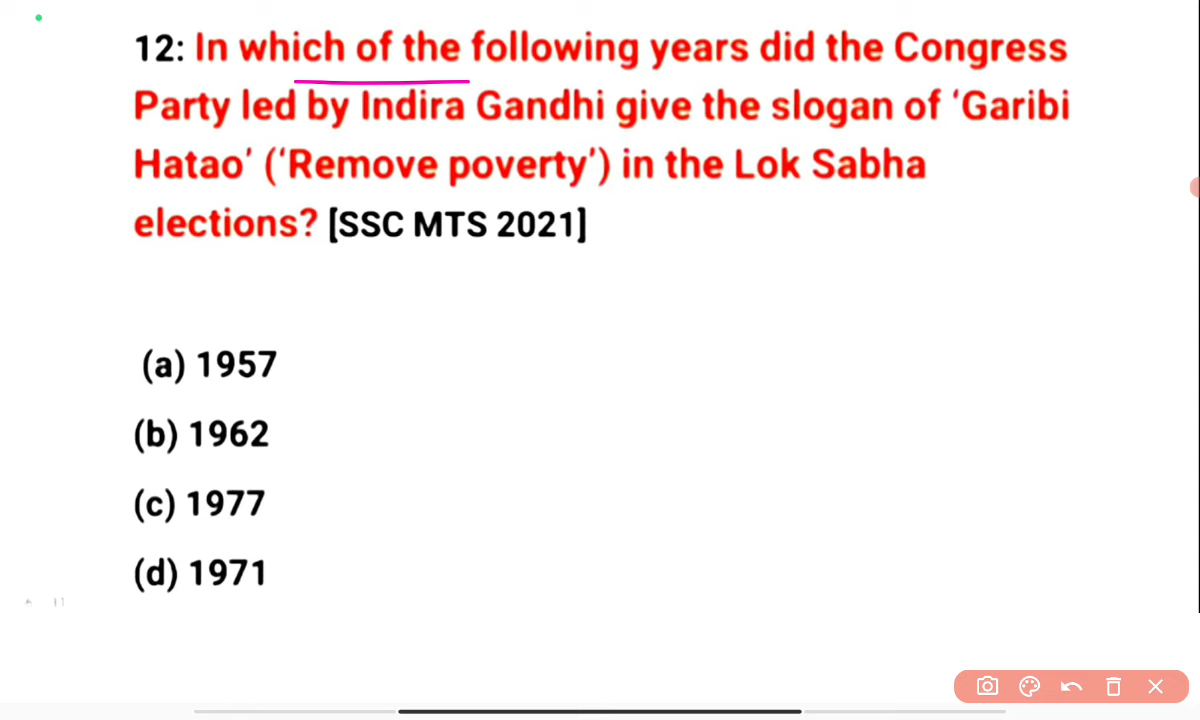 12: In which of the following years did the Congress
Party led by Indira Gandhi give the slogan of ‘Garibi
Hatao’ (‘Remove poverty’) in the Lok Sabha
elections? [SSC MTS 2021]
(a) 1957
(b) 1962
(c) 1977
(d) 1971